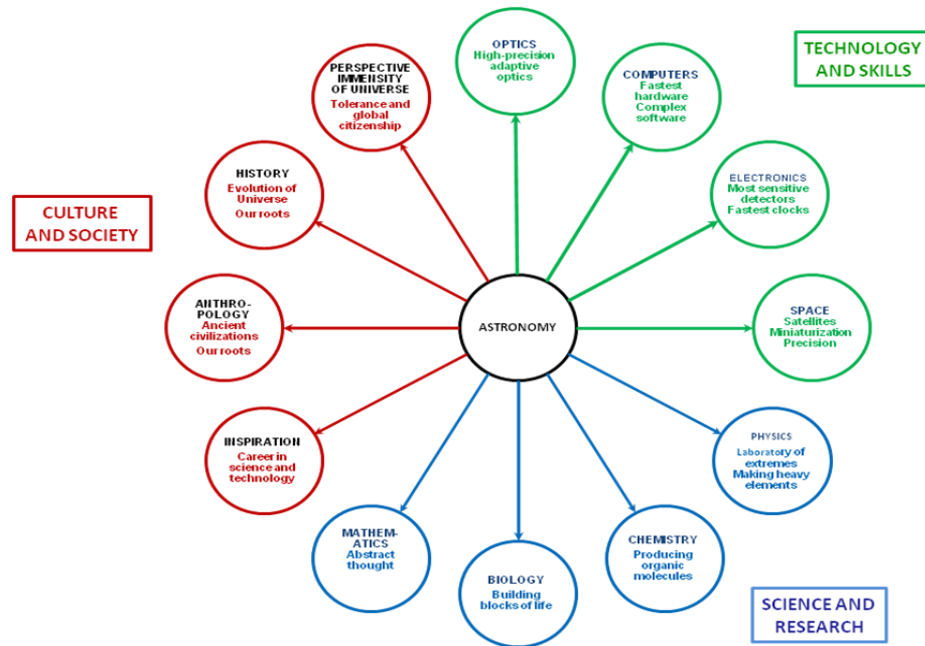 OPTICS
High-precision
adaptive
optics
TECHNOLOGY
AND SKILLS
PERSPECTIVE
IMMENSITY
OF UNIVERSE
Tolerance and
global
citizenship
COMPUTERS
Fastest
hardware
Complex
software
HISTORY
Evolution of
Universe
Our roots
ELECTRONICS
Most sensitive
detectors
Fastest clocks
CULTURE
AND SOCIETY
ANTHRO-
POLOGY
Ancient
civilizations
Our roots
ASTRONOMY
SPACE
Satellites
Miniaturization
Precision
INSPIRATION
Career in
science and
technology
PHYSICS
Laboratory of
extremes
Making heavy
elements
MATHEM-
ATICS
Abstract
thought
BIOLOGY
Building
blocks of life
CHEMISTRY
Producing
organic
molecules
SCIENCE AND
RESEARCH